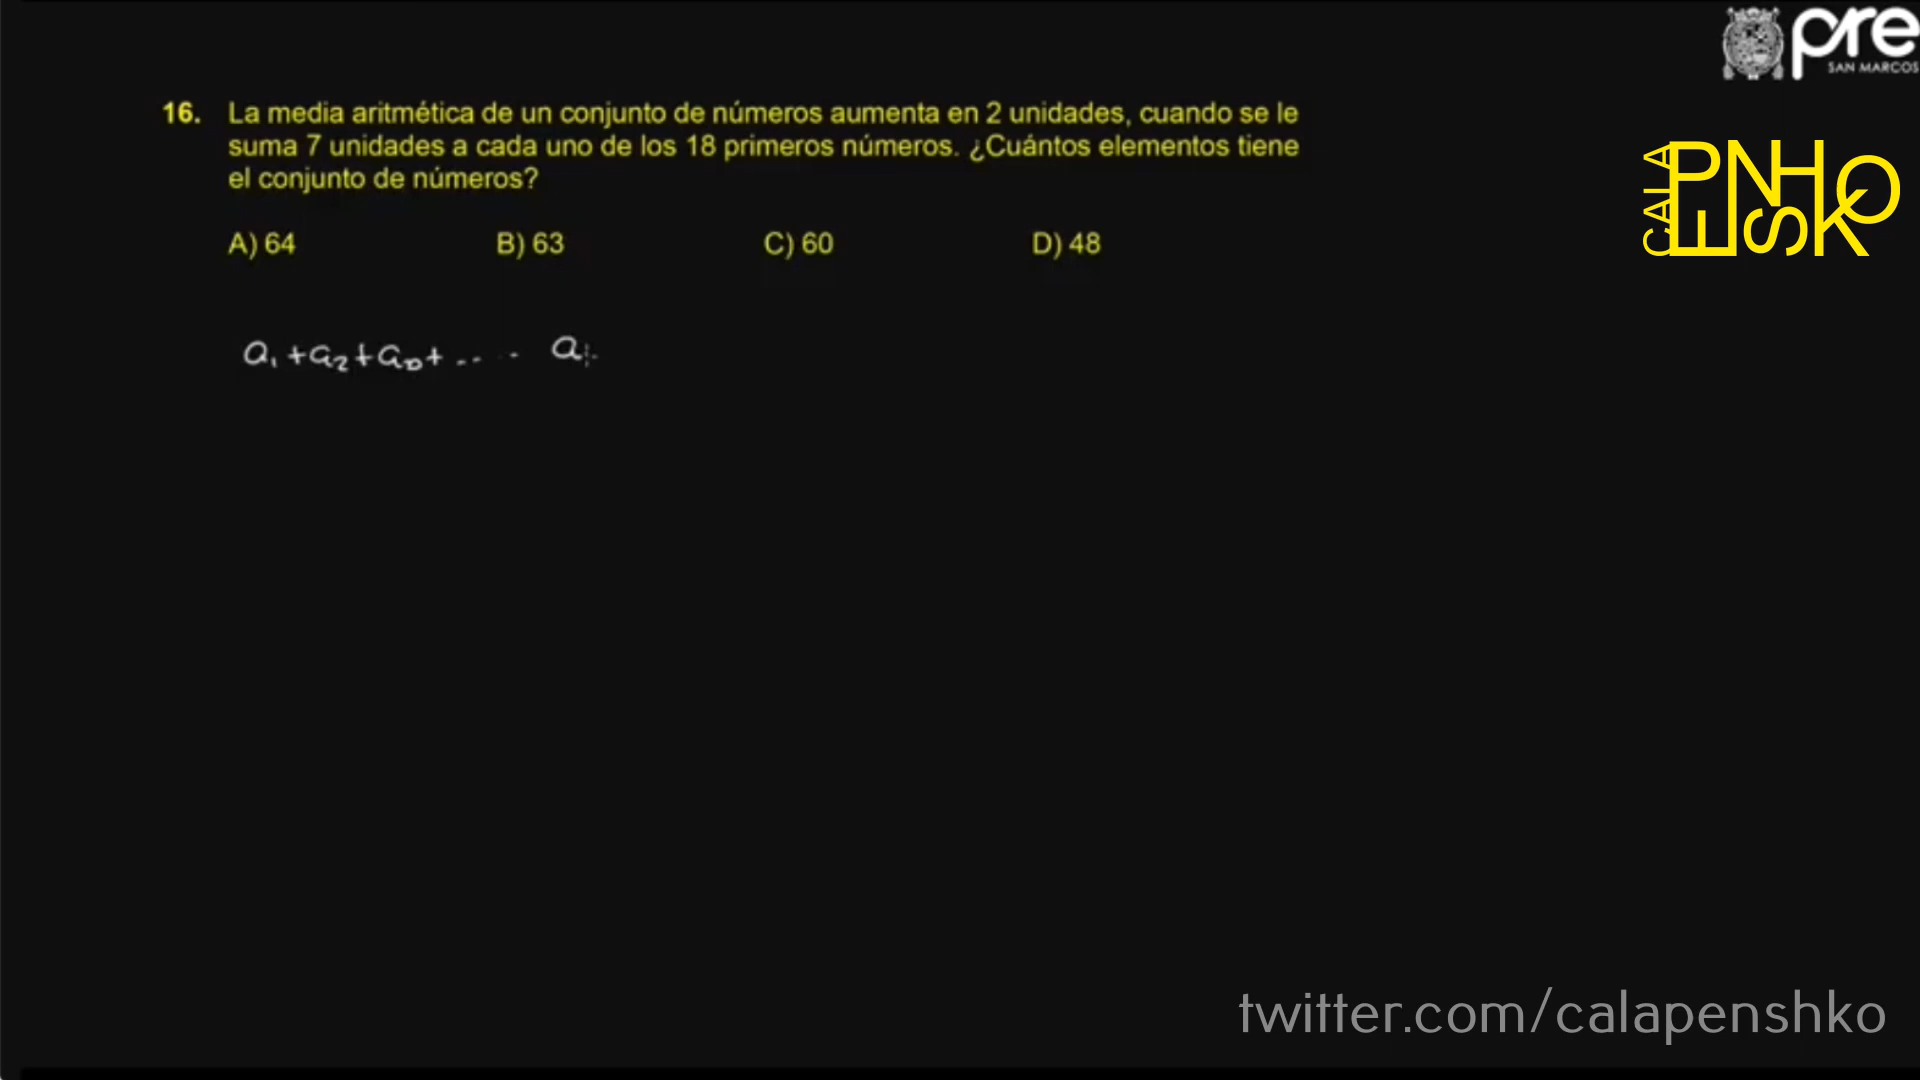 pre
SAN MARCOS
16. La media aritmética de un conjunto de números aumenta en 2 unidades, cuando se le
suma 7 unidades a cada uno de los 18 primeros números. ¿Cuántos elementos tiene
el conjunto de números?
A) 64 B) 63 C) 60 D) 48
CALA PENSHKO
a₁ + a₂ + a₃ + ..... a
twitter.com/calapenshko